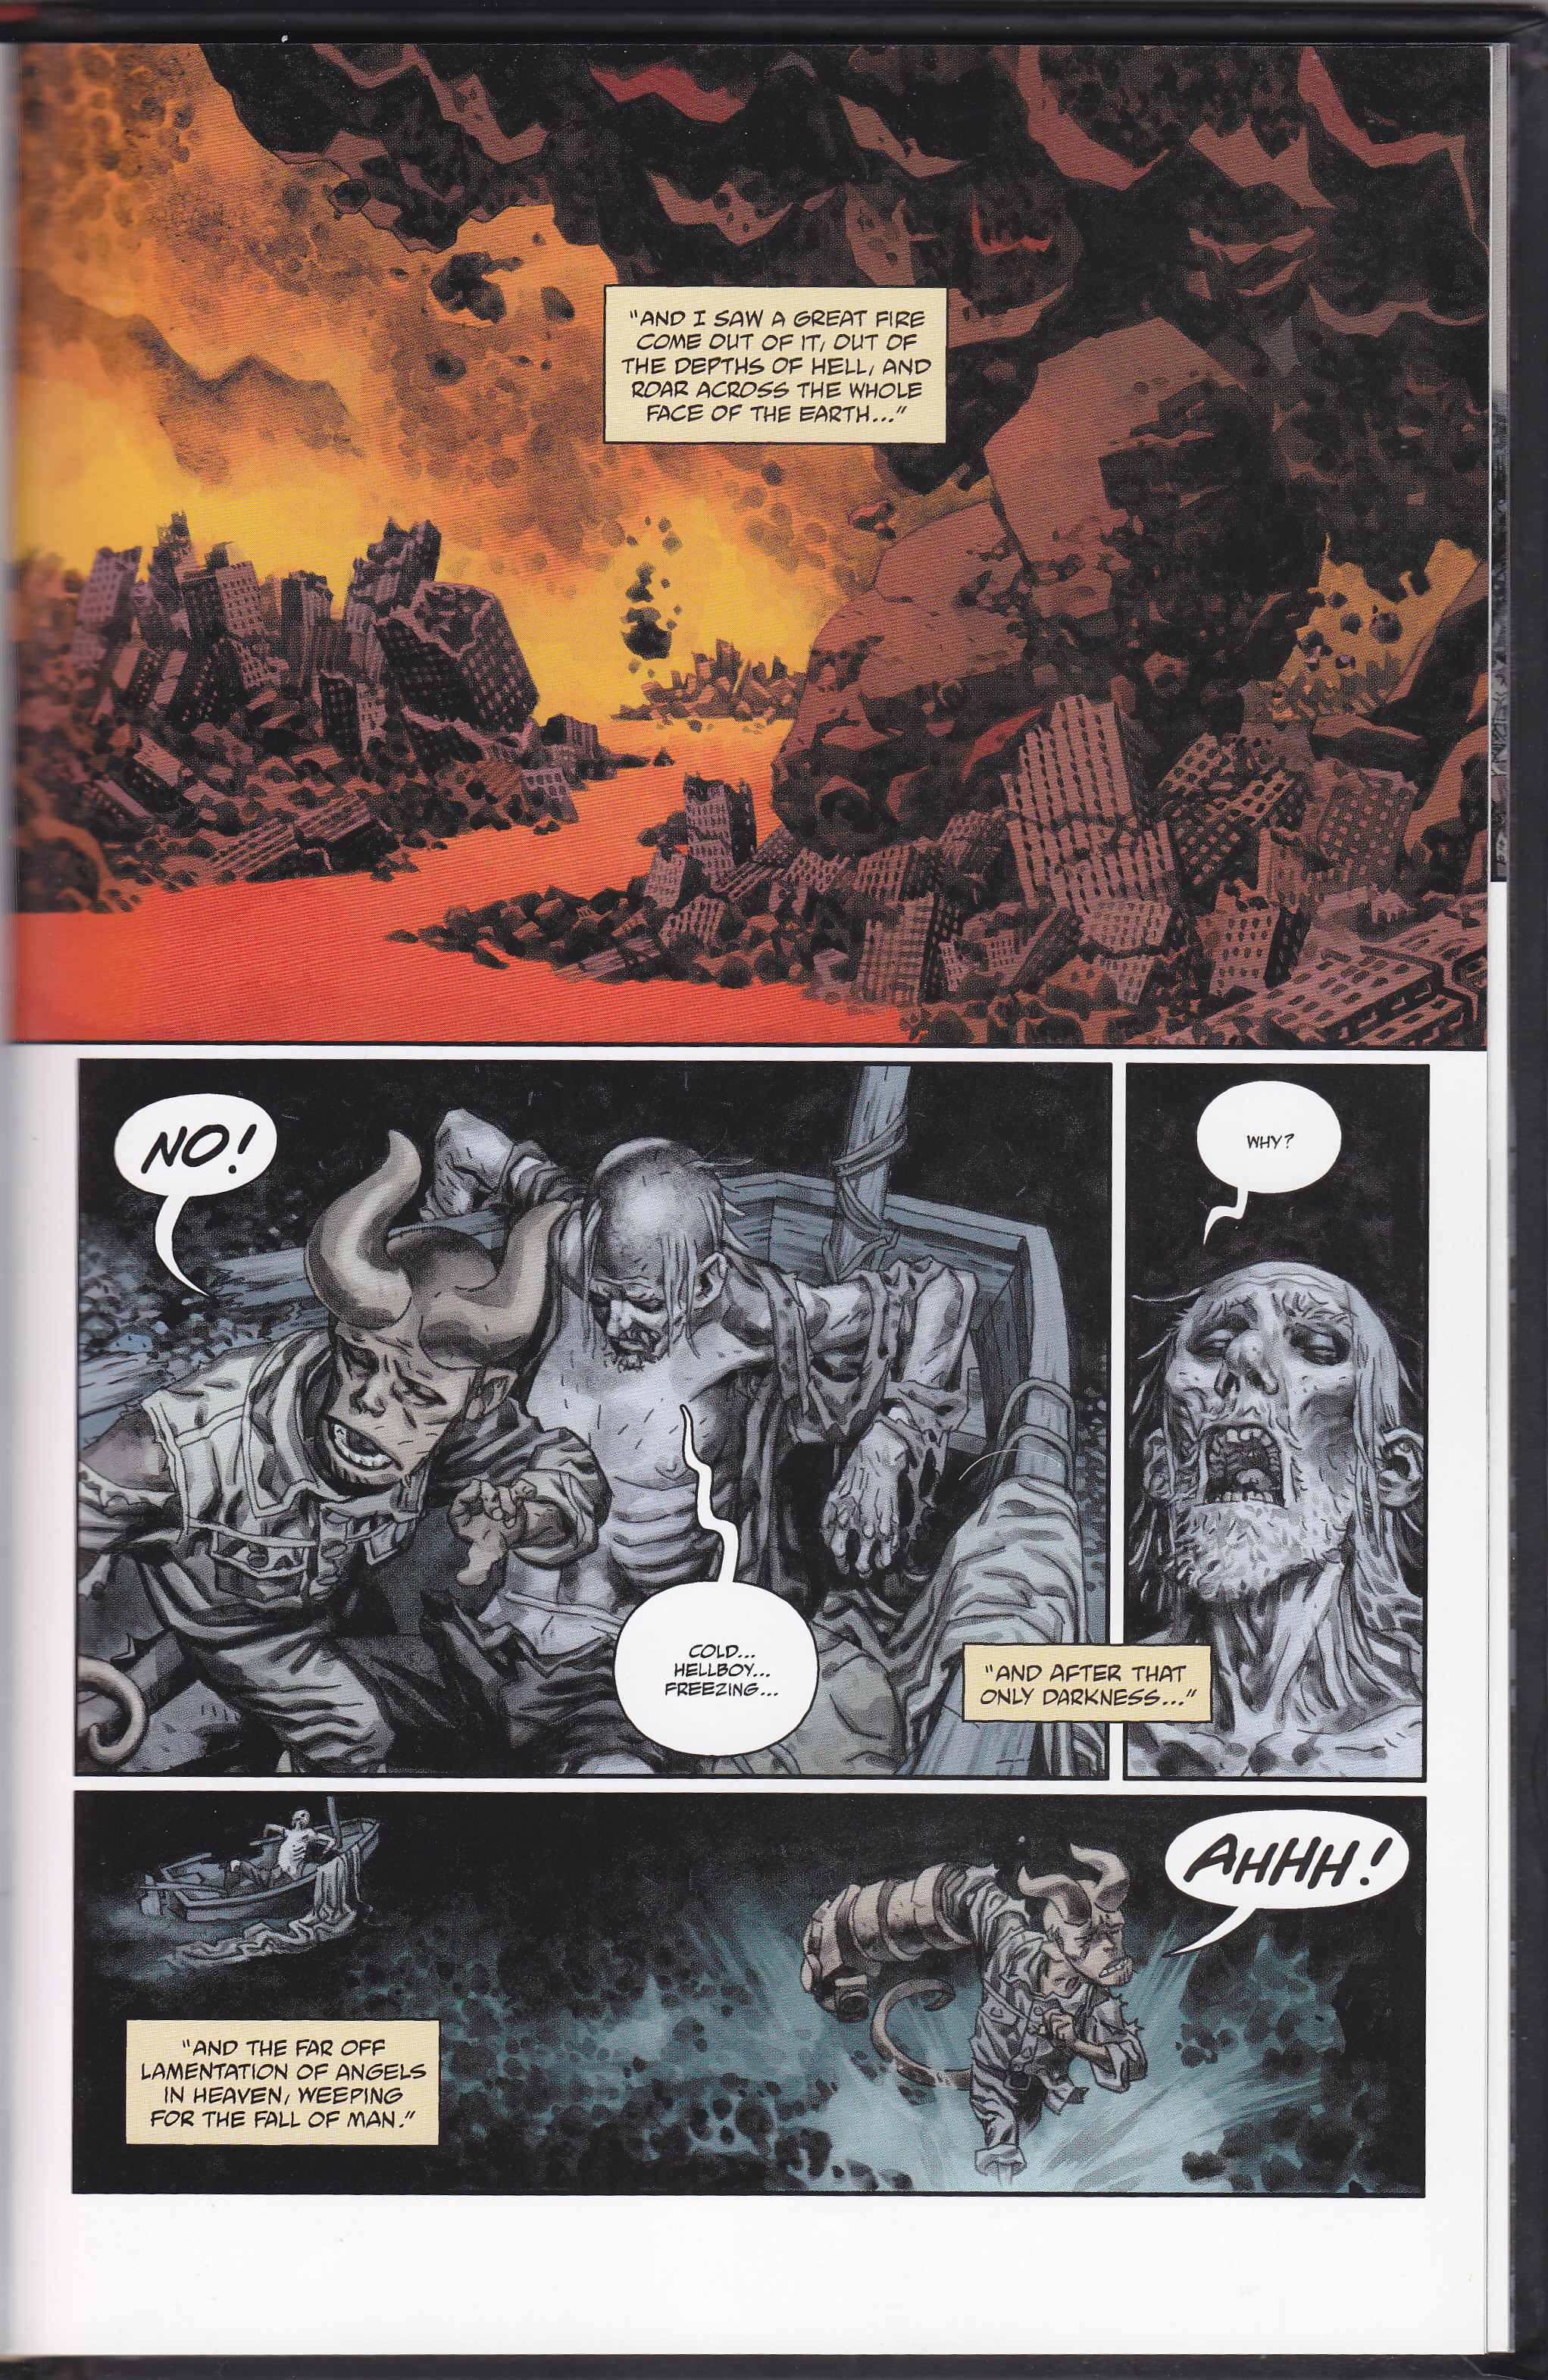 "AND I SAW A GREAT FIRE
COME OUT OF IT, OUT OF
THE DEPTHS OF HELL, AND
ROAR ACROSS THE WHOLE
FACE OF THE EARTH..."
NO!
COLD...
HELLBOY...
FREEZING...
WHY?
"AND AFTER THAT
ONLY DARKNESS..."
"AND THE FAR OFF
LAMENTATION OF ANGELS
IN HEAVEN, WEEPING
FOR THE FALL OF MAN."
AHHH!